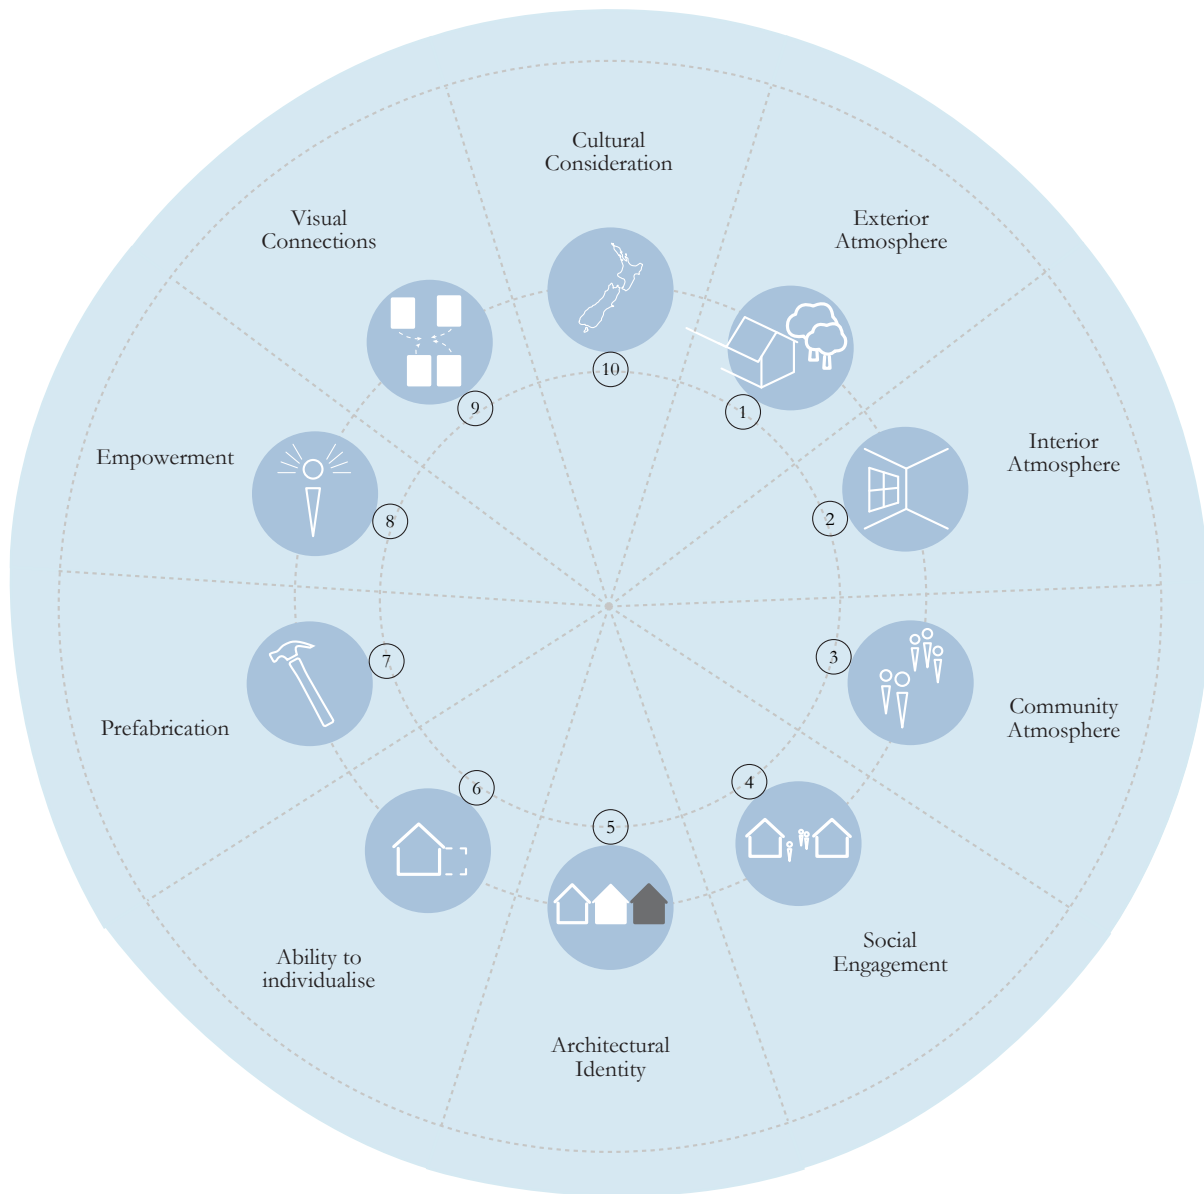 Cultural
Consideration
10
Exterior
Atmosphere
1
Interior
Atmosphere
2
Community
Atmosphere
3
Social
Engagement
4
Architectural
Identity
5
Ability to
individualise
6
Prefabrication
7
Empowerment
8
Visual
Connections
9